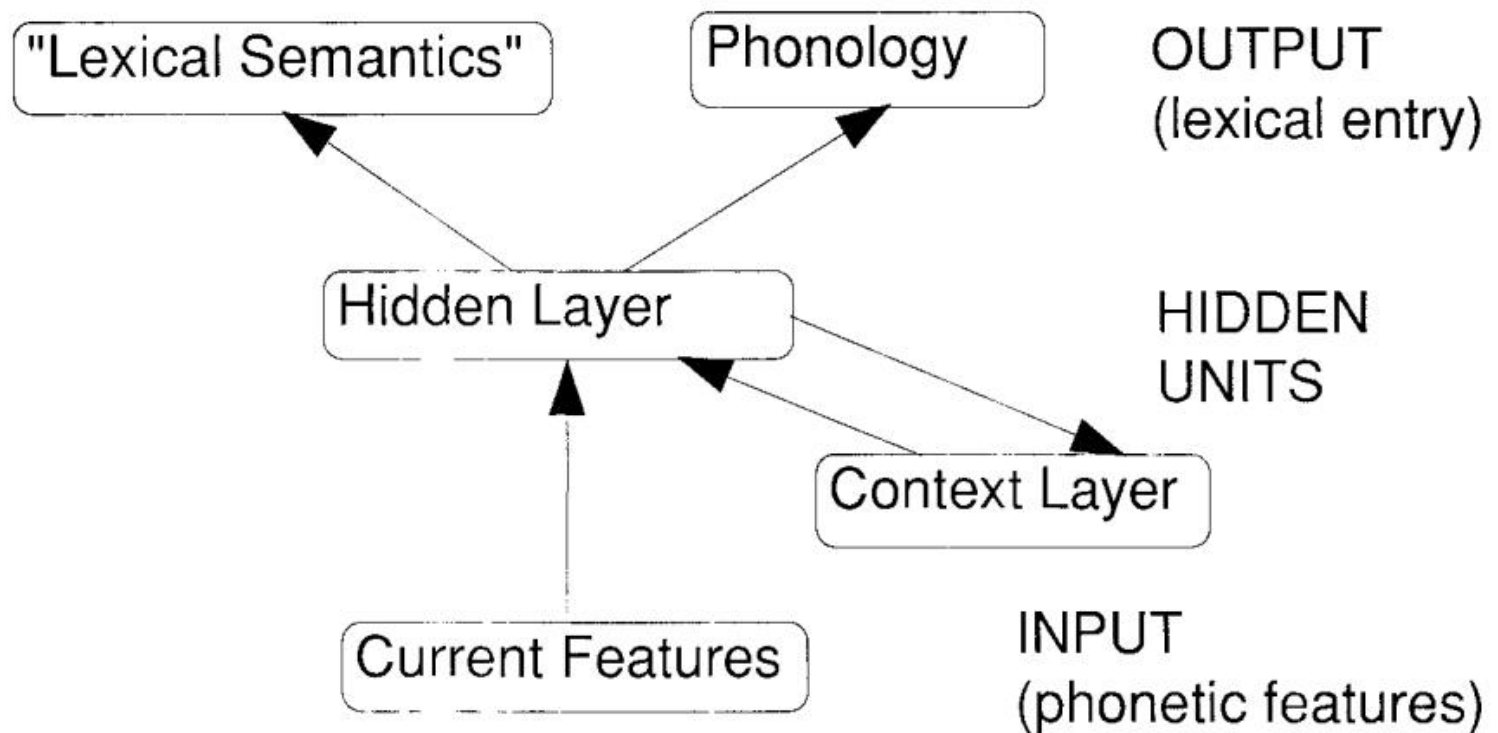 "Lexical Semantics"
Phonology
OUTPUT
(lexical entry)
Hidden Layer
HIDDEN
UNITS
Context Layer
Current Features
INPUT
(phonetic features)